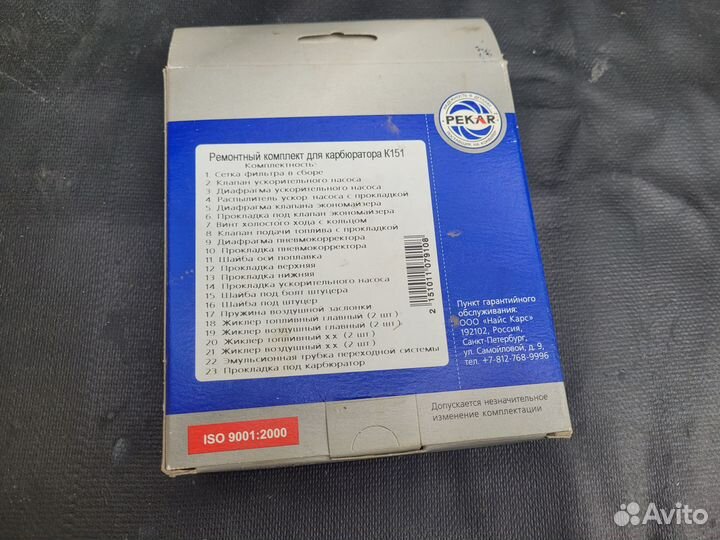 PEKAR
Ремонтный комплект для карбюратора К151
Комплектность:
1 Сетка фильтра в сборе
2 Клапан ускорительного насоса
3 Диафрагма ускорительного насоса
4 Распылитель ускор. насоса с прокладкой
5 Диафрагма клапана экономайзера
6 Прокладка под клапан экономайзера
7 Винт холостого хода с кольцом
8 Клапан подачи топлива с прокладкой
9 Диафрагма пневмокорректора
10 Прокладка пневмокорректора
11 Шайба оси поплавка
12 Прокладка верхняя
13 Прокладка нижняя
14 Прокладка ускорительного насоса
15 Шайба под болт штуцера
16 Шайба под штуцер
17 Пружина воздушной заслонки
18 Жиклер топливный главный (2 шт.)
19 Жиклер воздушный главный (2 шт.)
20 Жиклер топливный х.х (2 шт.)
21 Жиклер воздушный х.х (2 шт.)
22 Эмульсионная трубка переходной системы
23 Прокладка под карбюратор
2 151011 079108
Пункт гарантийного
обслуживания:
ООО «Найс Карс»
192102, Россия,
Санкт-Петербург,
ул. Самойловой, д. 9,
тел. +7-812-768-9996
Допускается незначительное
изменение комплектации
ISO 9001:2000
Avito